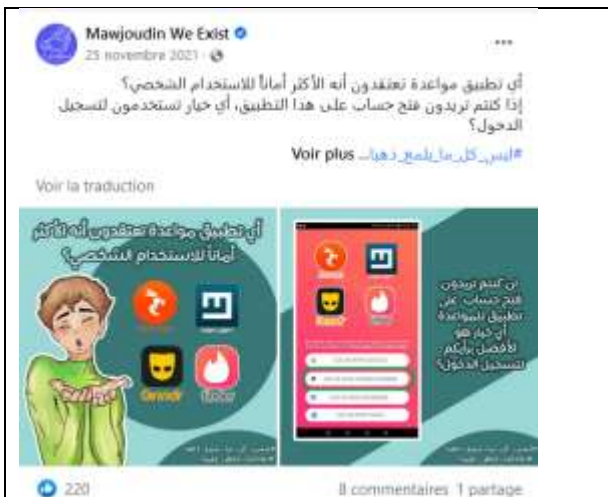 Mawjoudin We Exist
25 novembre 2021
أي تطبيق مواعدة تعتقدون أنه الأكثر أماناً للاستخدام الشخصي؟
إذا كنتم تريدون فتح حساب على هذا التطبيق، أي خيار تستخدمون لتسجيل
الدخول؟
#ليس_كل_ما_يلمع_ذهبا... Voir plus
Voir la traduction
أي تطبيق مواعدة تعتقدون أنه الأكثر
أماناً للاستخدام الشخصي؟
Grindr
tinder
إن كنتم تريدون
فتح حساب على
تطبيق للمواعدة
أي خيار هو
الأفضل برأيكم
لتسجيل الدخول؟
220
8 commentaires 1 partage